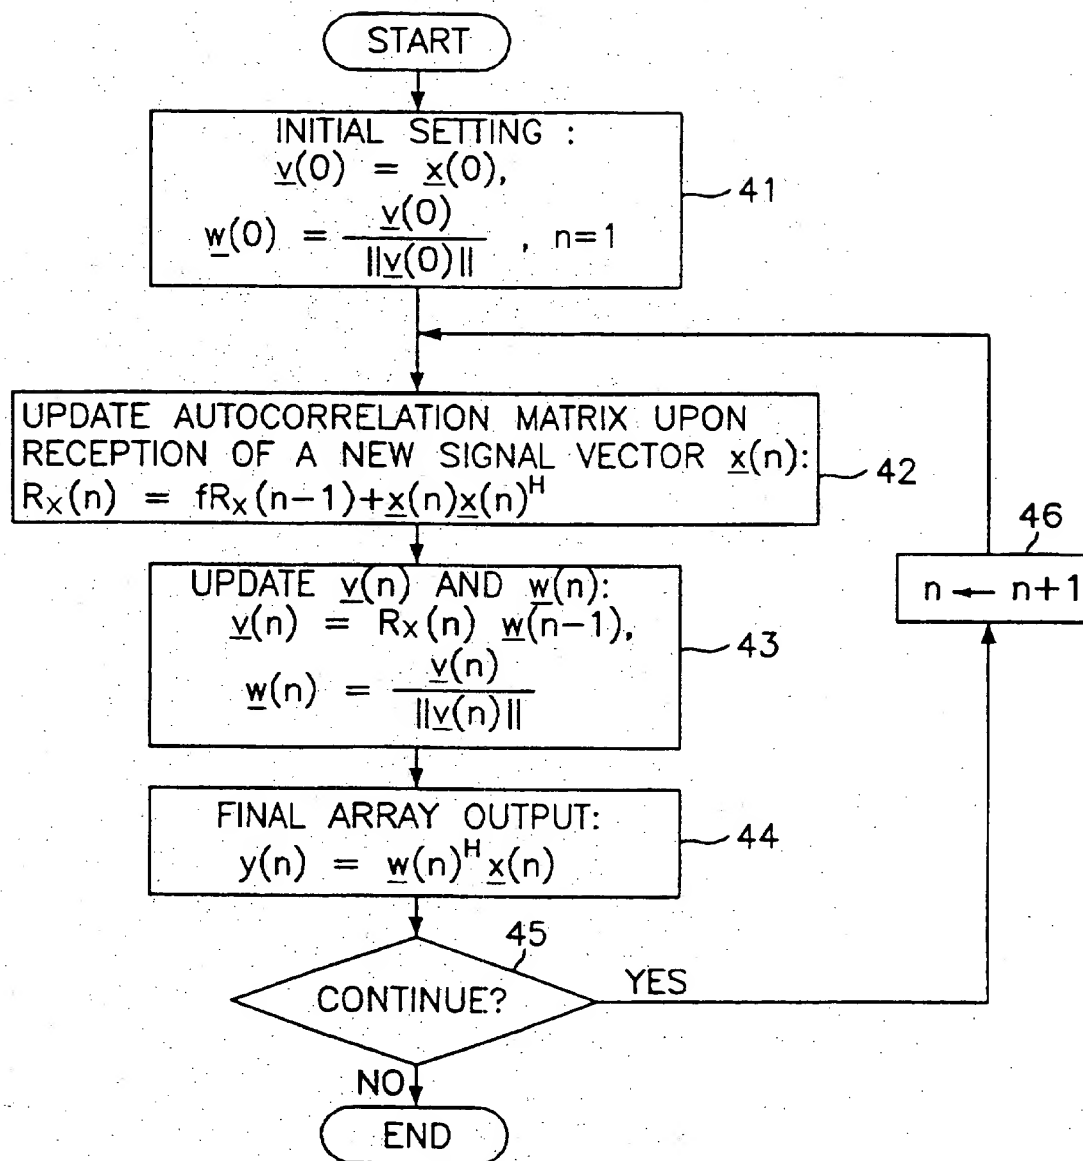 START
INITIAL SETTING :
v(0) = x(0),
w(0) = v(0) / ||v(0)|| , n=1
41
UPDATE AUTOCORRELATION MATRIX UPON
RECEPTION OF A NEW SIGNAL VECTOR x(n):
Rx(n) = fRx(n-1)+x(n)x(n)^H
42
46
n ← n+1
UPDATE v(n) AND w(n):
v(n) = Rx(n) w(n-1),
w(n) = v(n) / ||v(n)||
43
FINAL ARRAY OUTPUT:
y(n) = w(n)^H x(n)
44
45
CONTINUE?
YES
NO
END